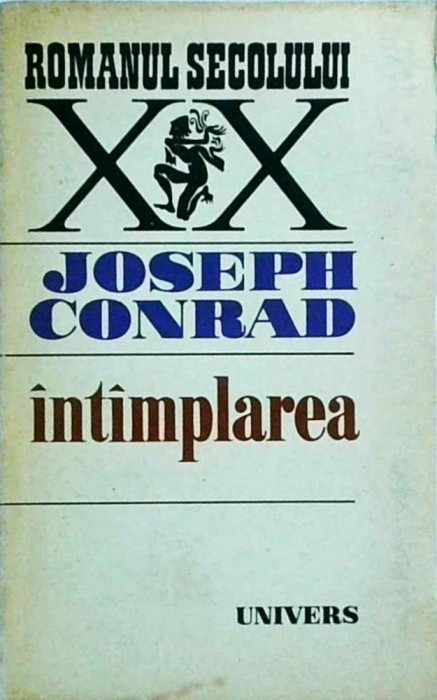 ROMANUL SECOLULUI
XX
JOSEPH
CONRAD
întîmplarea
UNIVERS